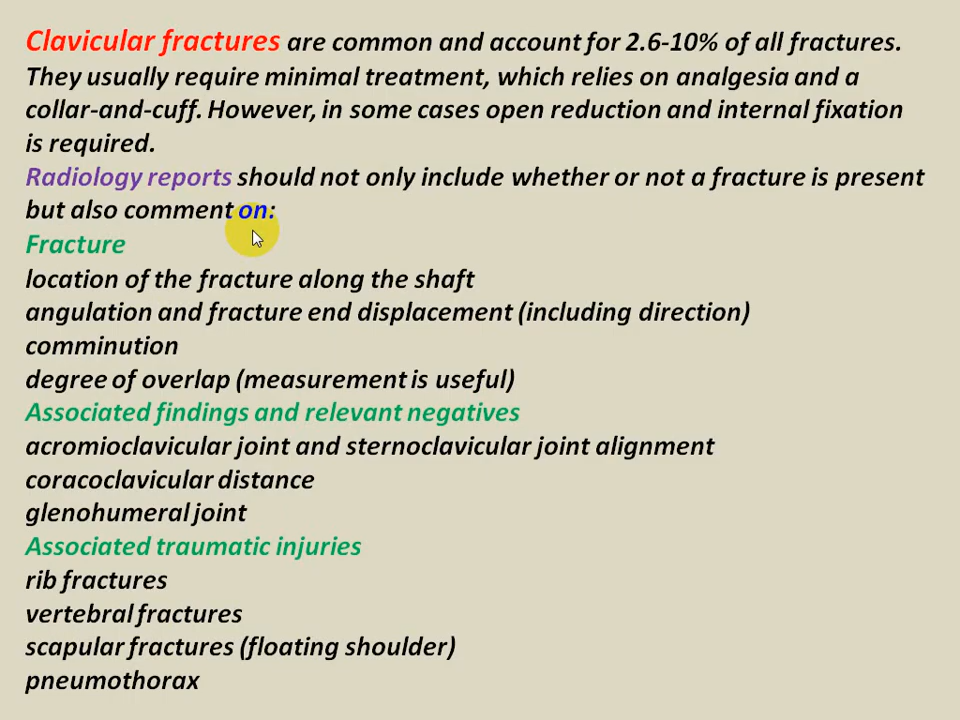 Clavicular fractures are common and account for 2.6-10% of all fractures.
They usually require minimal treatment, which relies on analgesia and a
collar-and-cuff. However, in some cases open reduction and internal fixation
is required.
Radiology reports should not only include whether or not a fracture is present
but also comment on:
Fracture
location of the fracture along the shaft
angulation and fracture end displacement (including direction)
comminution
degree of overlap (measurement is useful)
Associated findings and relevant negatives
acromioclavicular joint and sternoclavicular joint alignment
coracoclavicular distance
glenohumeral joint
Associated traumatic injuries
rib fractures
vertebral fractures
scapular fractures (floating shoulder)
pneumothorax